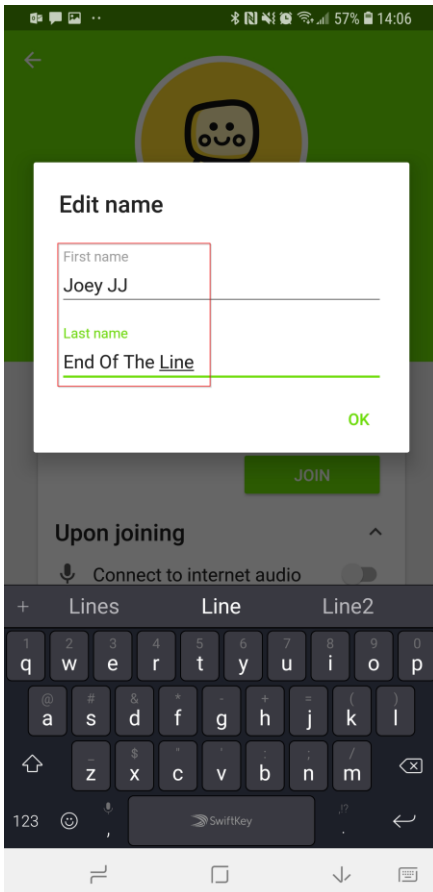 57% 14:06
Edit name
First name
Joey JJ
Last name
End Of The Line
OK
JOIN
Upon joining
Connect to internet audio
+ Lines Line Line2
1 2 3 4 5 6 7 8 9 0
q w e r t y u i o p
@ # & * - + = ( )
a s d f g h j k l
_ $ " ' : ; /
z x c v b n m
123 , SwiftKey ,!? .